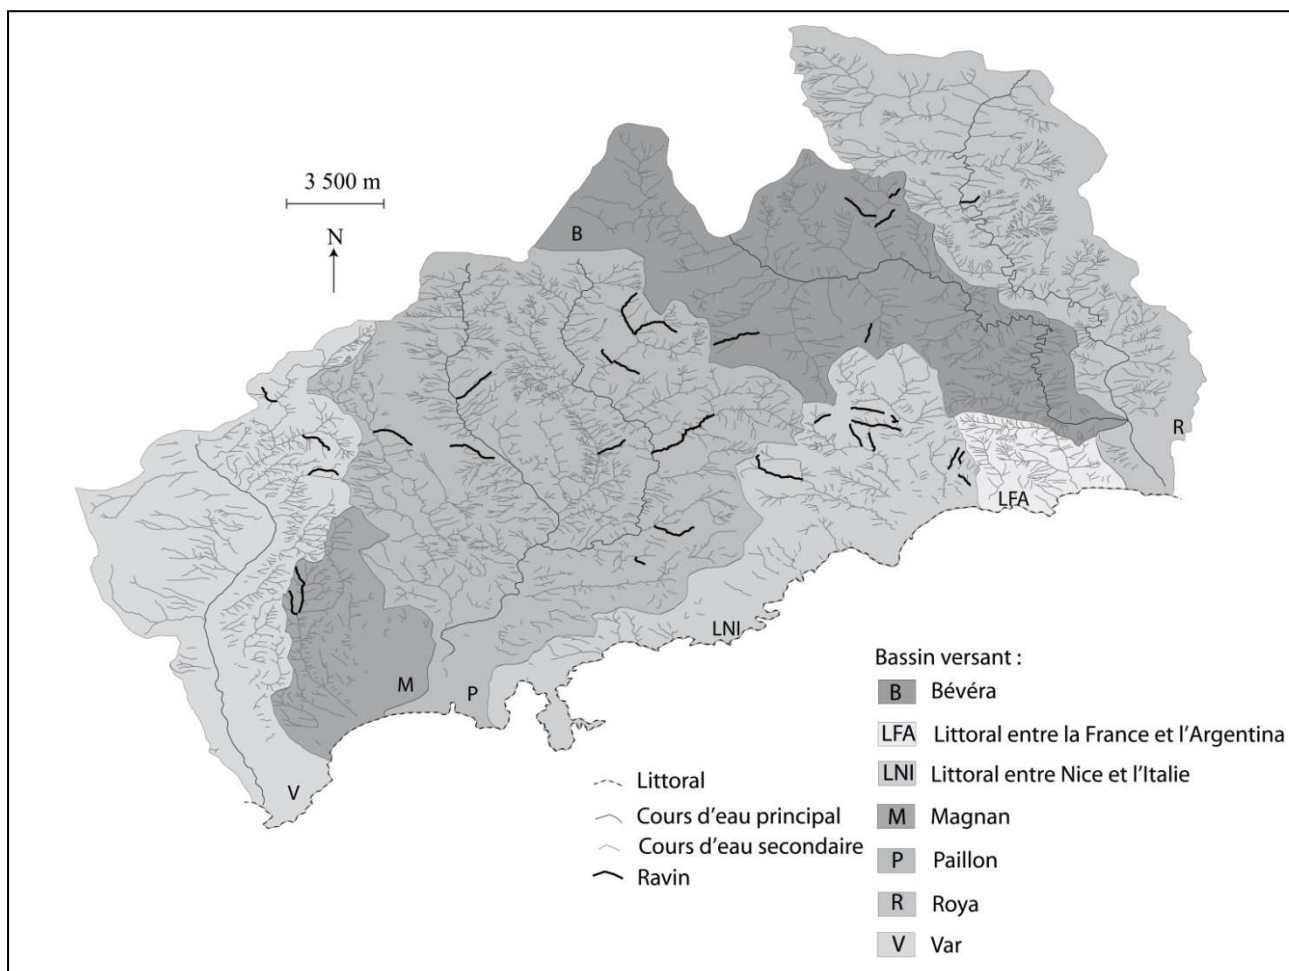 3 500 m
N
B
R
LFA
LNI
M
P
V
Bassin versant :
B Bévéra
LFA Littoral entre la France et l'Argentina
LNI Littoral entre Nice et l'Italie
M Magnan
P Paillon
R Roya
V Var
Littoral
Cours d'eau principal
Cours d'eau secondaire
Ravin